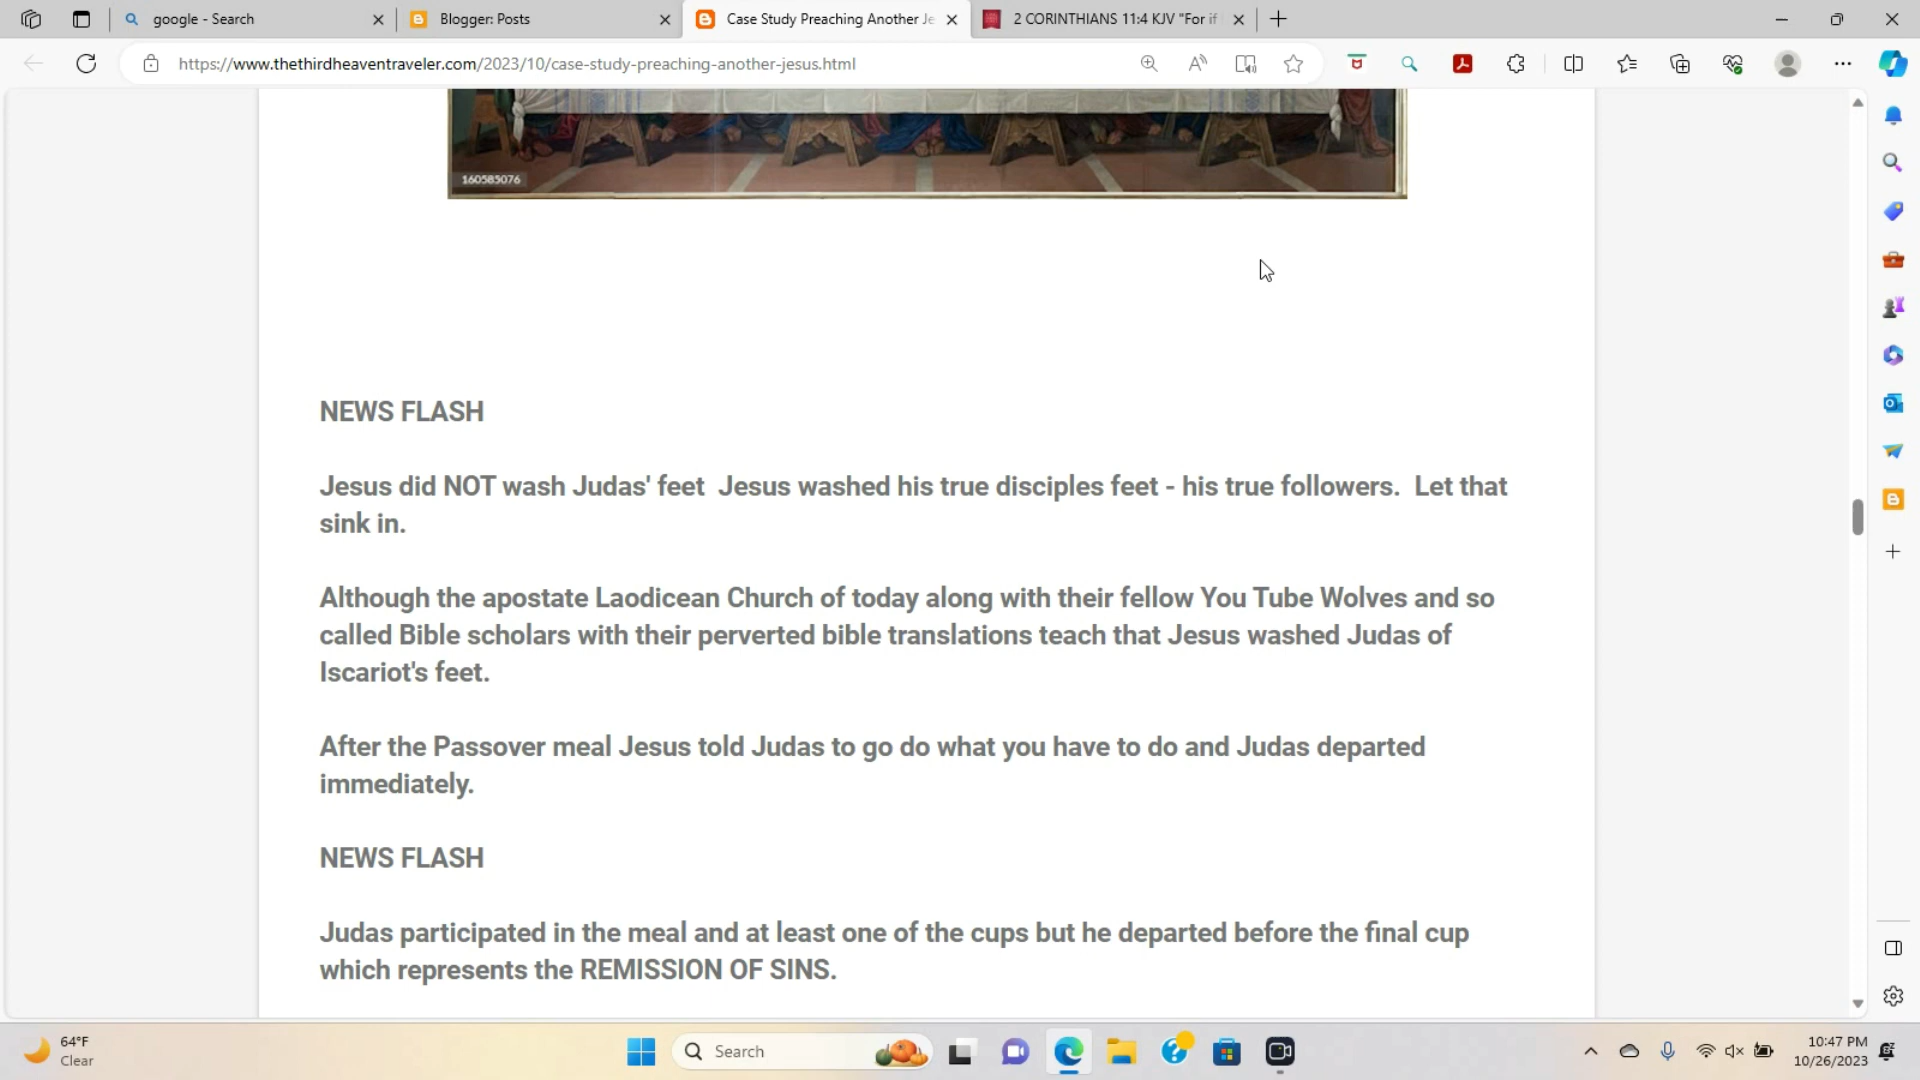 google - Search
Blogger: Posts
Case Study Preaching Another Je
2 CORINTHIANS 11:4 KJV "For if
https://www.thethirdheaventraveler.com/2023/10/case-study-preaching-another-jesus.html
160585076
NEWS FLASH
Jesus did NOT wash Judas' feet  Jesus washed his true disciples feet - his true followers.  Let that
sink in.
Although the apostate Laodicean Church of today along with their fellow You Tube Wolves and so
called Bible scholars with their perverted bible translations teach that Jesus washed Judas of
Iscariot's feet.
After the Passover meal Jesus told Judas to go do what you have to do and Judas departed
immediately.
NEWS FLASH
Judas participated in the meal and at least one of the cups but he departed before the final cup
which represents the REMISSION OF SINS.
64°F
Clear
Search
10:47 PM
10/26/2023